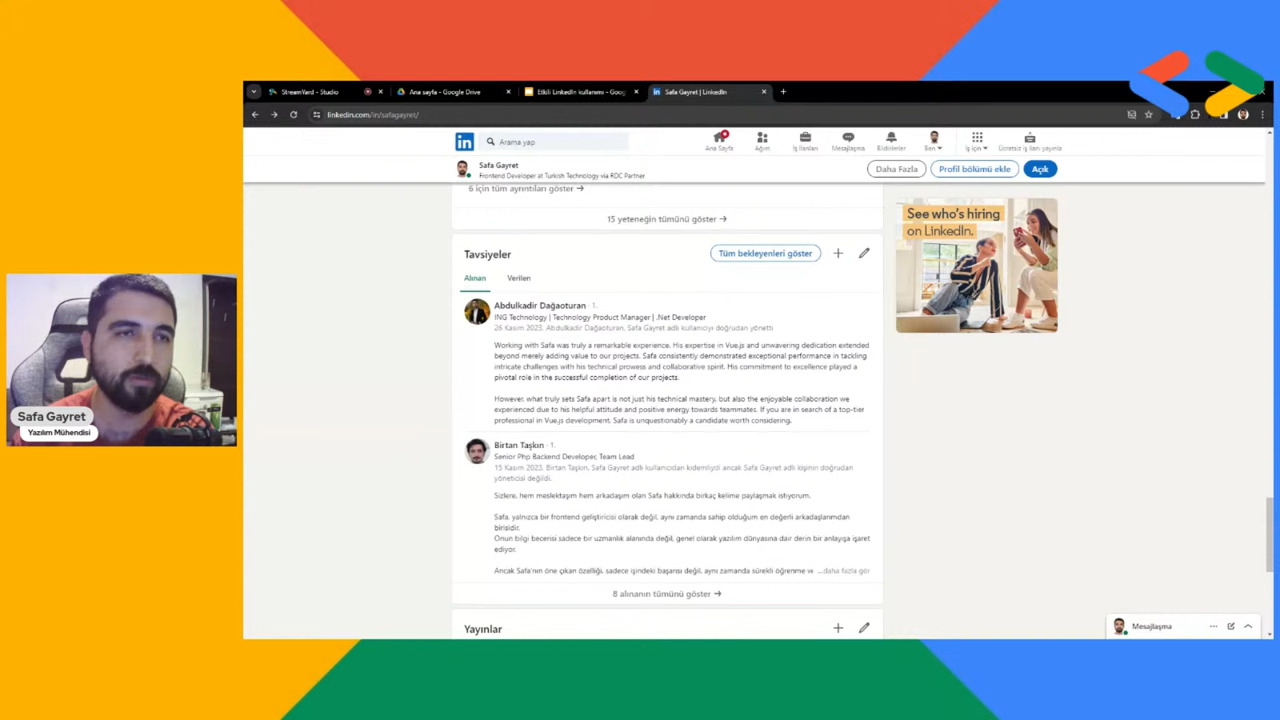 StreamYard - Studio
Ana sayfa - Google Drive
Etkili LinkedIn kullanımı - Goog
Safa Gayret | LinkedIn
linkedin.com/in/safagayret/
in
Arama yap
Ana Sayfa
Ağım
İş ilanları
Mesajlaşma
Bildirimler
Ben
İş için
Ücretsiz iş ilanı yayınla
Safa Gayret
Frontend Developer at Turkish Technology via RDC Partner
Daha Fazla
Profil bölümü ekle
Açık
6 için tüm ayrıntıları göster →
15 yeteneğin tümünü göster →
See who's hiring
on LinkedIn.
Tavsiyeler
Tüm bekleyenleri göster
Alınan
Verilen
Abdulkadir Dağaoturan · 1.
ING Technology | Technology Product Manager | .Net Developer
26 Kasım 2023, Abdulkadir Dağaoturan, Safa Gayret adlı kullanıcıyı doğrudan yönetti
Working with Safa was truly a remarkable experience. His expertise in Vue.js and unwavering dedication extended
beyond merely adding value to our projects. Safa consistently demonstrated exceptional performance in tackling
intricate challenges with his technical prowess and collaborative spirit. His commitment to excellence played a
pivotal role in the successful completion of our projects.
However, what truly sets Safa apart is not just his technical mastery, but also the enjoyable collaboration we
experienced due to his helpful attitude and positive energy towards teammates. If you are in search of a top-tier
professional in Vue.js development, Safa is unquestionably a candidate worth considering.
Birtan Taşkın · 1.
Senior Php Backend Developer, Team Lead
15 Kasım 2023, Birtan Taşkın, Safa Gayret adlı kullanıcıdan kıdemliydi ancak Safa Gayret adlı kişinin doğrudan
yöneticisi değildi.
Sizlere, hem meslektaşım hem arkadaşım olan Safa hakkında birkaç kelime paylaşmak istiyorum.
Safa, yalnızca bir frontend geliştiricisi olarak değil, aynı zamanda sahip olduğum en değerli arkadaşlarımdan
birisidir.
Onun bilgi becerisi sadece bir uzmanlık alanında değil, genel olarak yazılım dünyasına dair derin bir anlayışa işaret
ediyor.
Ancak Safa'nın öne çıkan özelliği, sadece işindeki başarısı değil, aynı zamanda sürekli öğrenme ve ...daha fazla gör
8 alınanın tümünü göster →
Yayınlar
Mesajlaşma
Safa Gayret
Yazılım Mühendisi